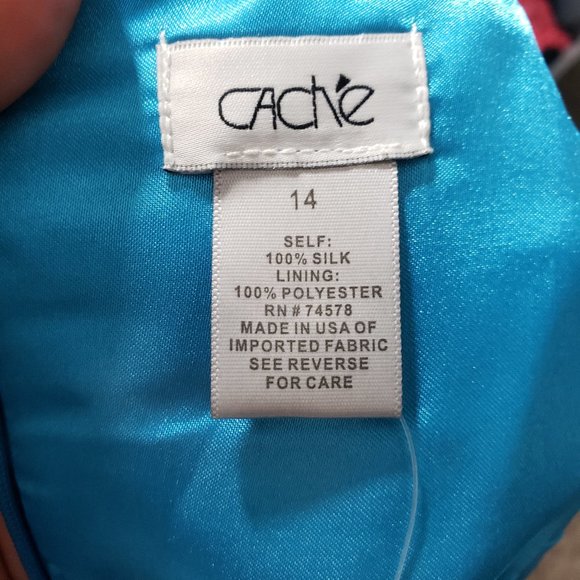 CAché
14
SELF:
100% SILK
LINING:
100% POLYESTER
RN # 74578
MADE IN USA OF
IMPORTED FABRIC
SEE REVERSE
FOR CARE